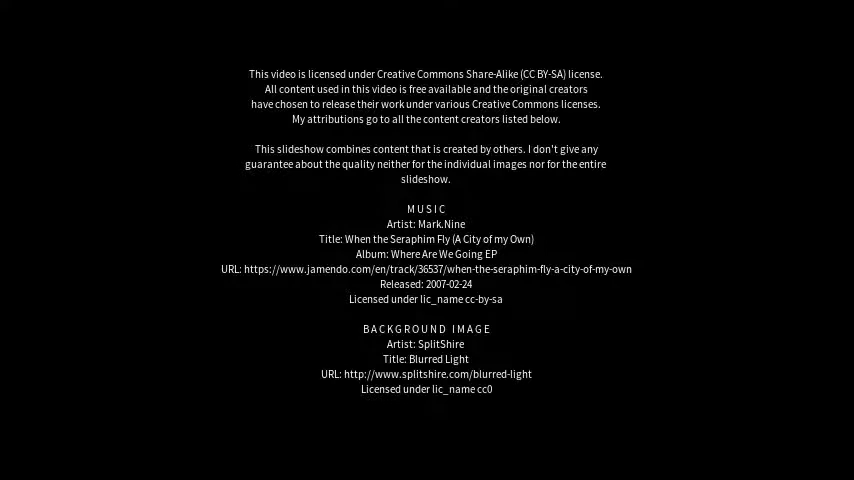 This video is licensed under Creative Commons Share-Alike (CC BY-SA) license.
All content used in this video is free available and the original creators
have chosen to release their work under various Creative Commons licenses.
My attributions go to all the content creators listed below.
This slideshow combines content that is created by others. I don't give any
guarantee about the quality neither for the individual images nor for the entire
slideshow.
MUSIC
Artist: Mark.Nine
Title: When the Seraphim Fly (A City of my Own)
Album: Where Are We Going EP
URL: https://www.jamendo.com/en/track/36537/when-the-seraphim-fly-a-city-of-my-own
Released: 2007-02-24
Licensed under lic_name cc-by-sa
BACKGROUND IMAGE
Artist: SplitShire
Title: Blurred Light
URL: http://www.splitshire.com/blurred-light
Licensed under lic_name cc0